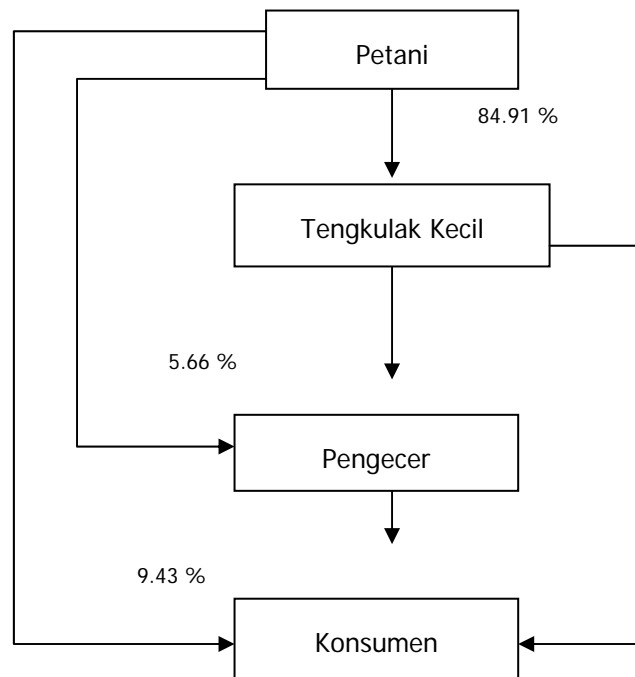 Petani
84.91 %
Tengkulak Kecil
5.66 %
Pengecer
9.43 %
Konsumen